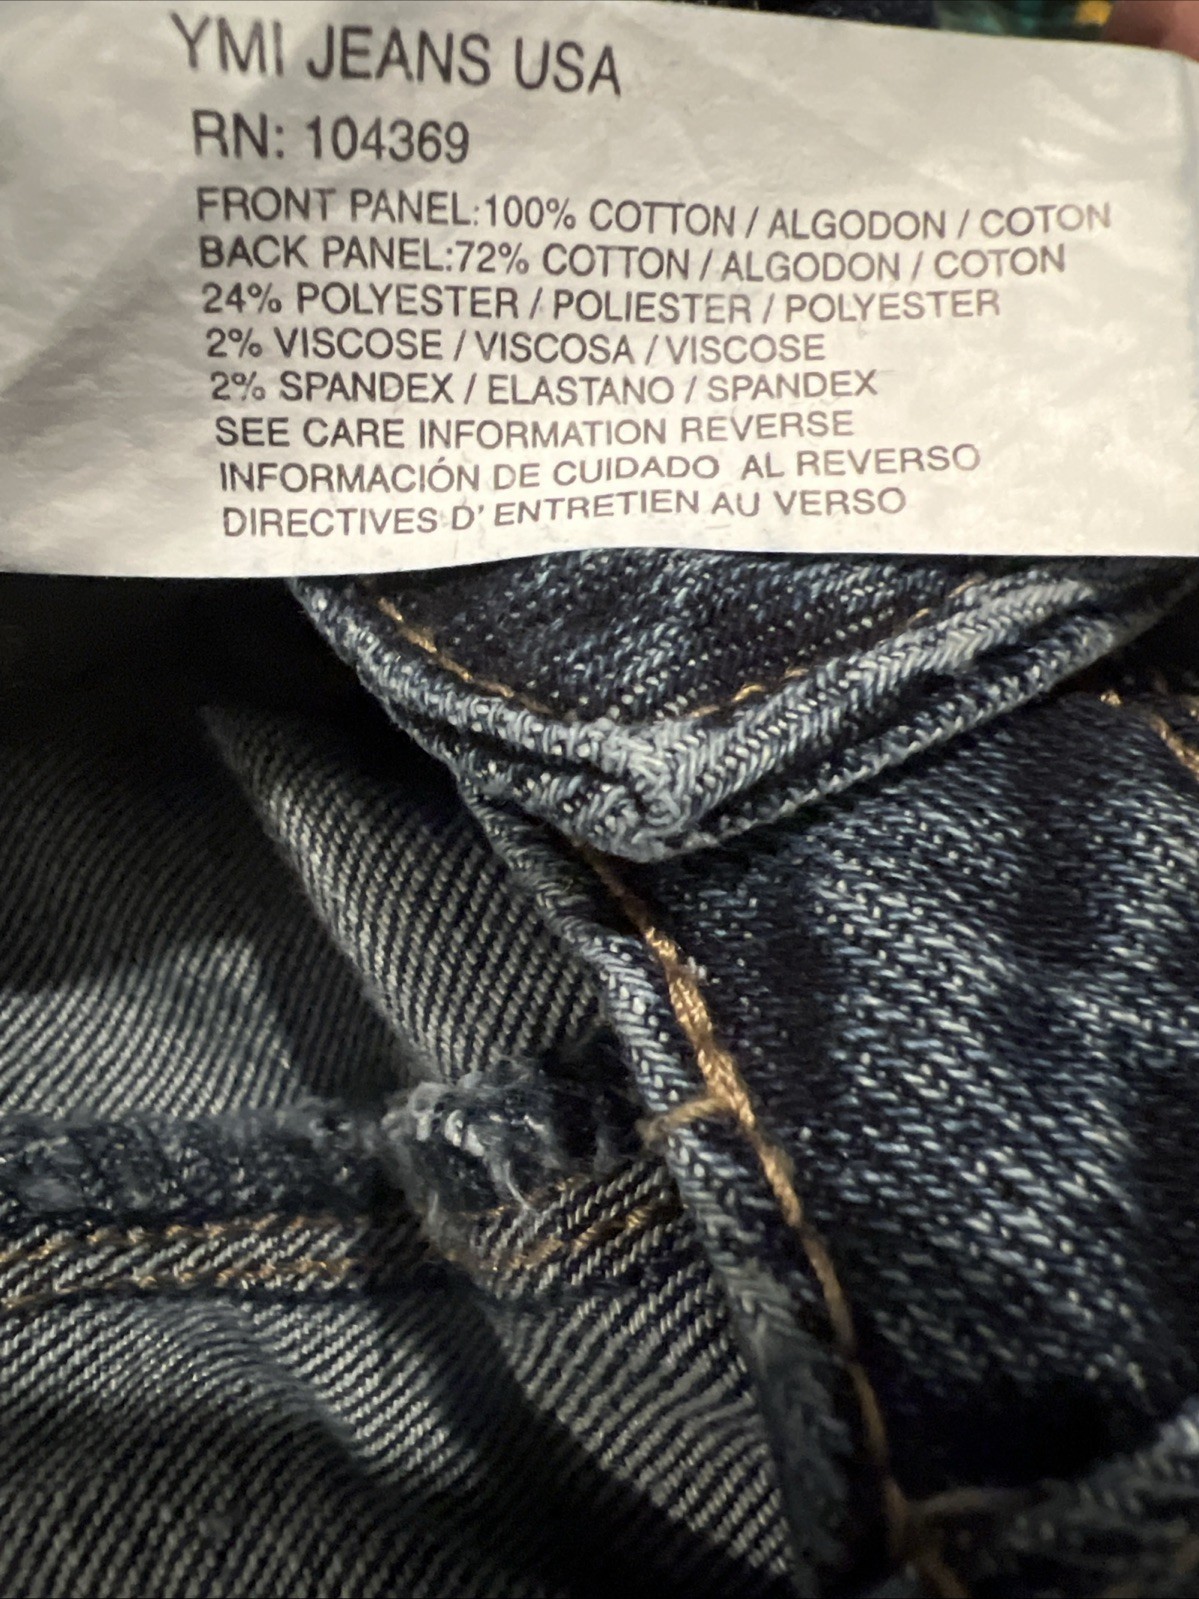 YMI JEANS USA
RN: 104369
FRONT PANEL:100% COTTON / ALGODON / COTON
BACK PANEL:72% COTTON / ALGODON / COTON
24% POLYESTER / POLIESTER / POLYESTER
2% VISCOSE / VISCOSA / VISCOSE
2% SPANDEX / ELASTANO / SPANDEX
SEE CARE INFORMATION REVERSE
INFORMACIÓN DE CUIDADO AL REVERSO
DIRECTIVES D' ENTRETIEN AU VERSO